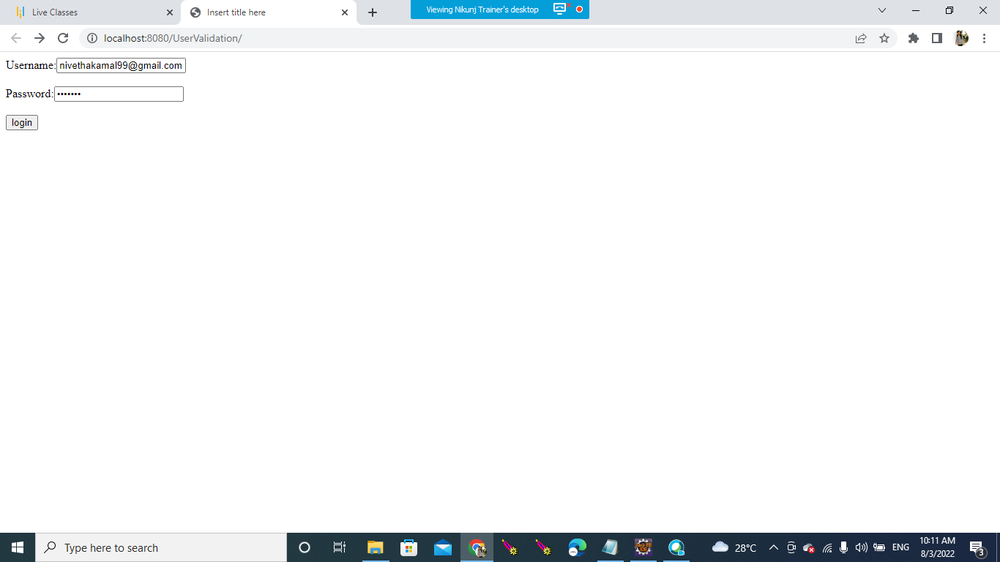 Live Classes
Insert title here
Viewing Nikunj Trainer's desktop
localhost:8080/UserValidation/
Username: nivethakamal99@gmail.com
Password: •••••••
login
Type here to search
28°C
ENG
10:11 AM
8/3/2022
3